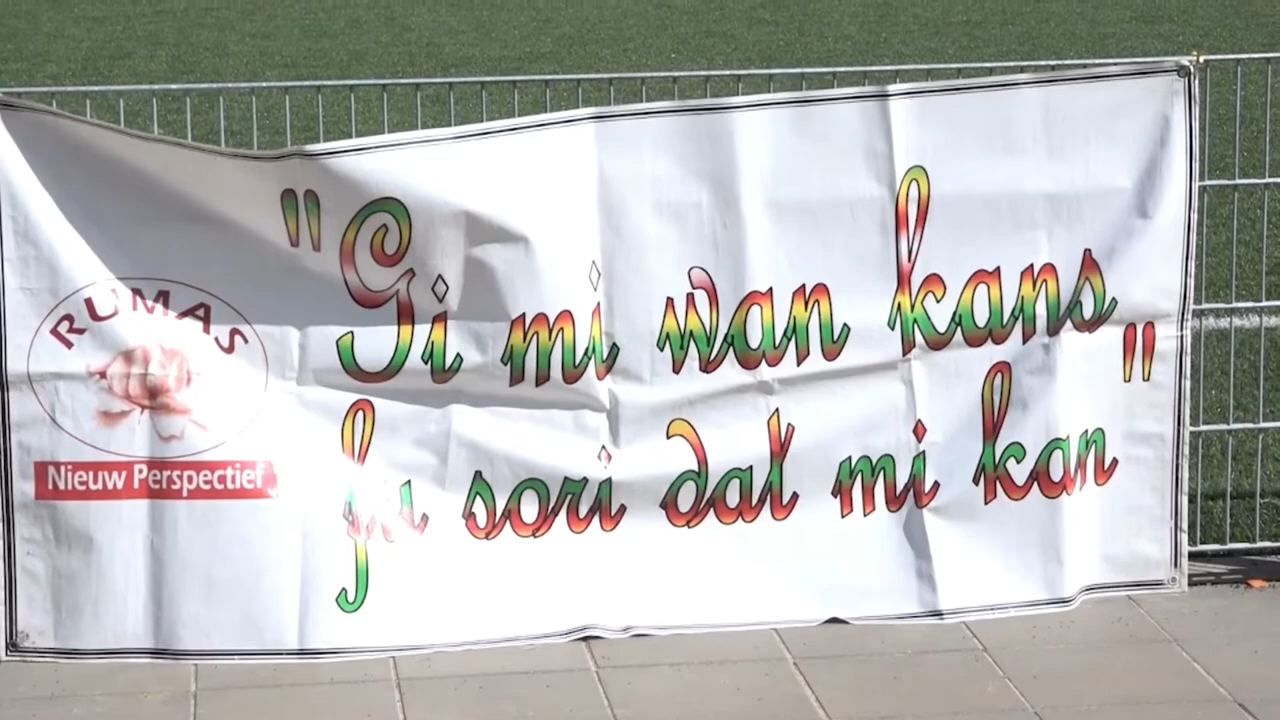 RUMAS
Nieuw Perspectief
"Gi mi wan kans
fu sori dat mi kan"